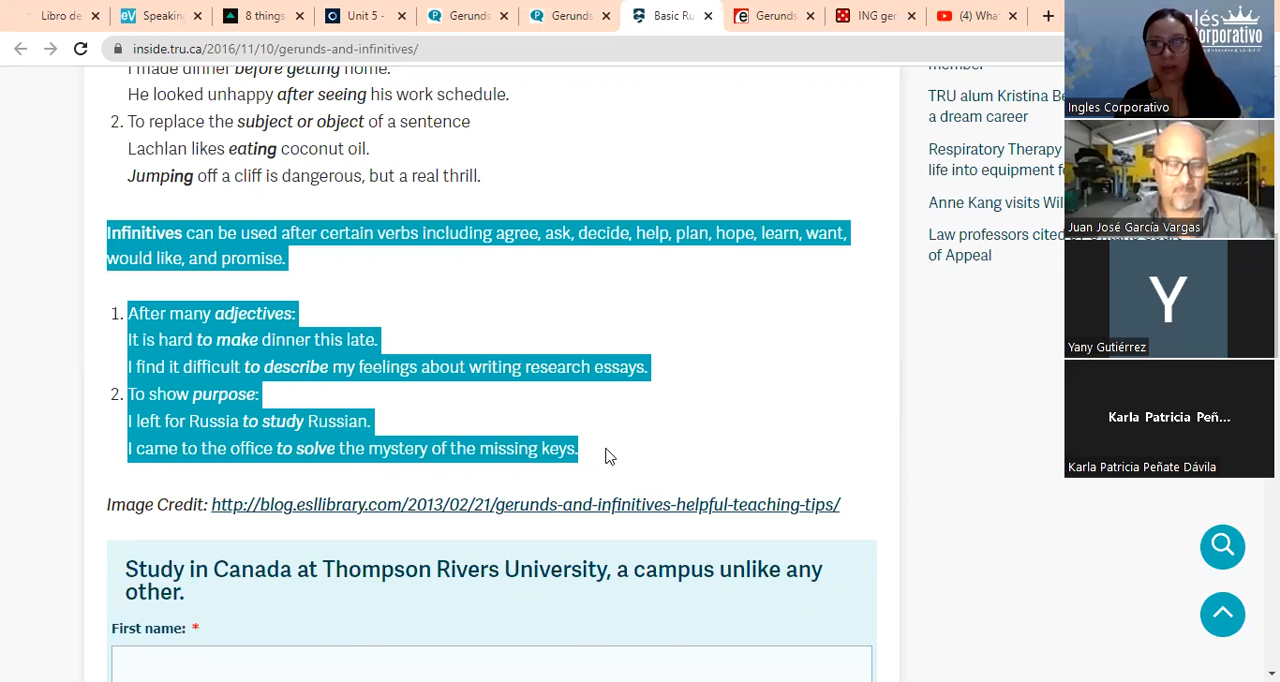 Libro de
Speakin
8 things
Unit 5 -
Gerunds
Gerunds
Basic Ru
Gerunds
ING ger
(4) Wha
inside.tru.ca/2016/11/10/gerunds-and-infinitives/
I made dinner before getting home.
He looked unhappy after seeing his work schedule.
2. To replace the subject or object of a sentence
Lachlan likes eating coconut oil.
Jumping off a cliff is dangerous, but a real thrill.
Infinitives can be used after certain verbs including agree, ask, decide, help, plan, hope, learn, want,
would like, and promise.
1. After many adjectives:
It is hard to make dinner this late.
I find it difficult to describe my feelings about writing research essays.
2. To show purpose:
I left for Russia to study Russian.
I came to the office to solve the mystery of the missing keys.
Image Credit: http://blog.esllibrary.com/2013/02/21/gerunds-and-infinitives-helpful-teaching-tips/
Study in Canada at Thompson Rivers University, a campus unlike any
other.
First name: *
member
TRU alum Kristina Be
a dream career
Respiratory Therapy
life into equipment f
Anne Kang visits Wil
Law professors cited
of Appeal
glés
Corporativo
Ingles Corporativo
Juan José García Vargas
Y
Yany Gutiérrez
Karla Patricia Peñ...
Karla Patricia Peñate Dávila